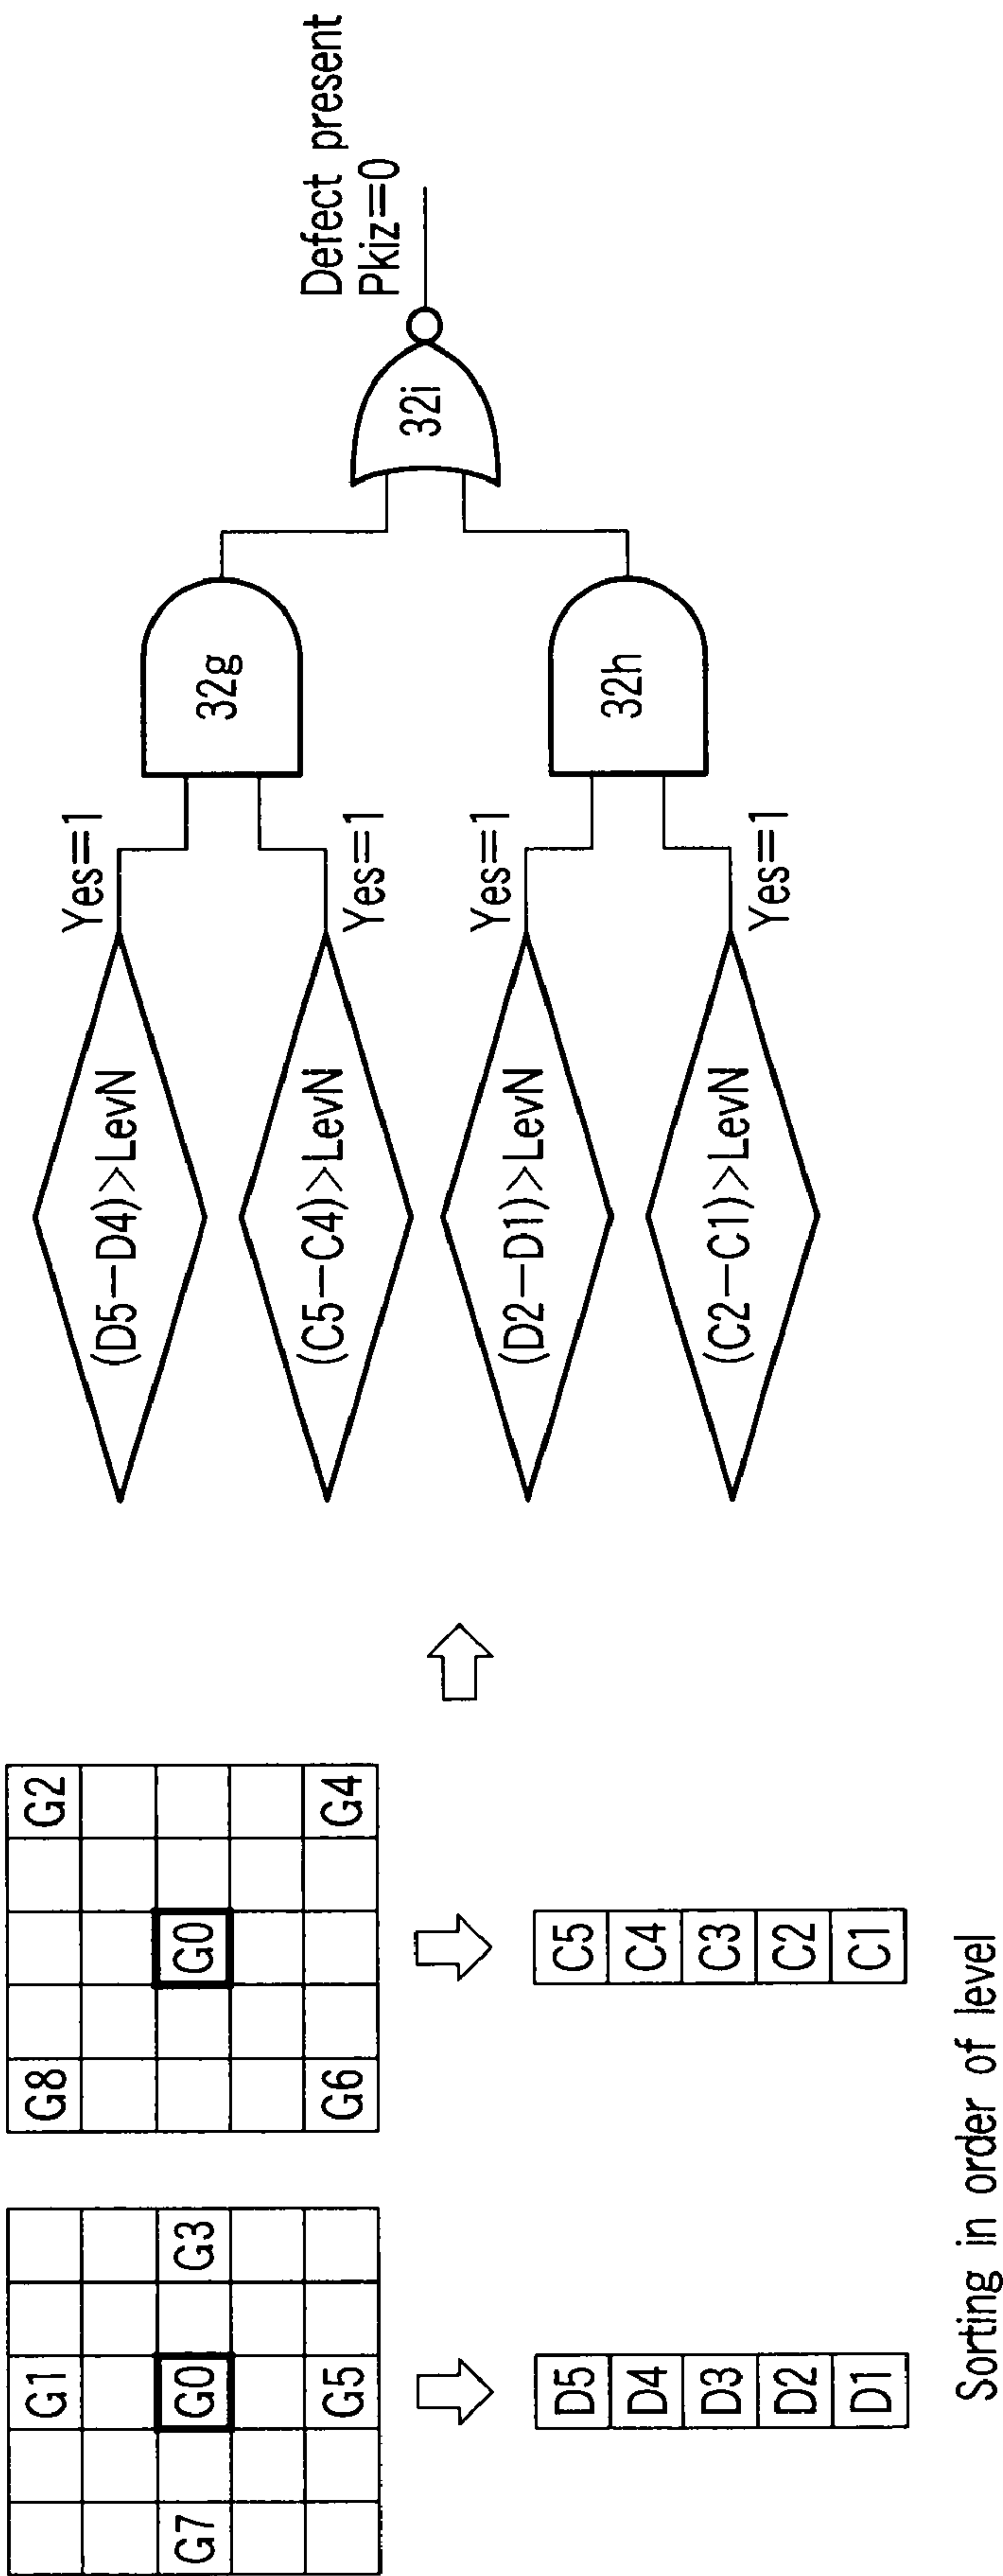 G1
G7 G0 G3
G5
G8 G2
G0
G6 G4
D5
D4
D3
D2
D1
C5
C4
C3
C2
C1
Sorting in order of level
(D5-D4)>LevN
Yes=1
(C5-C4)>LevN
Yes=1
(D2-D1)>LevN
Yes=1
(C2-C1)>LevN
Yes=1
32g
32h
32i
Defect present
Pkiz=0